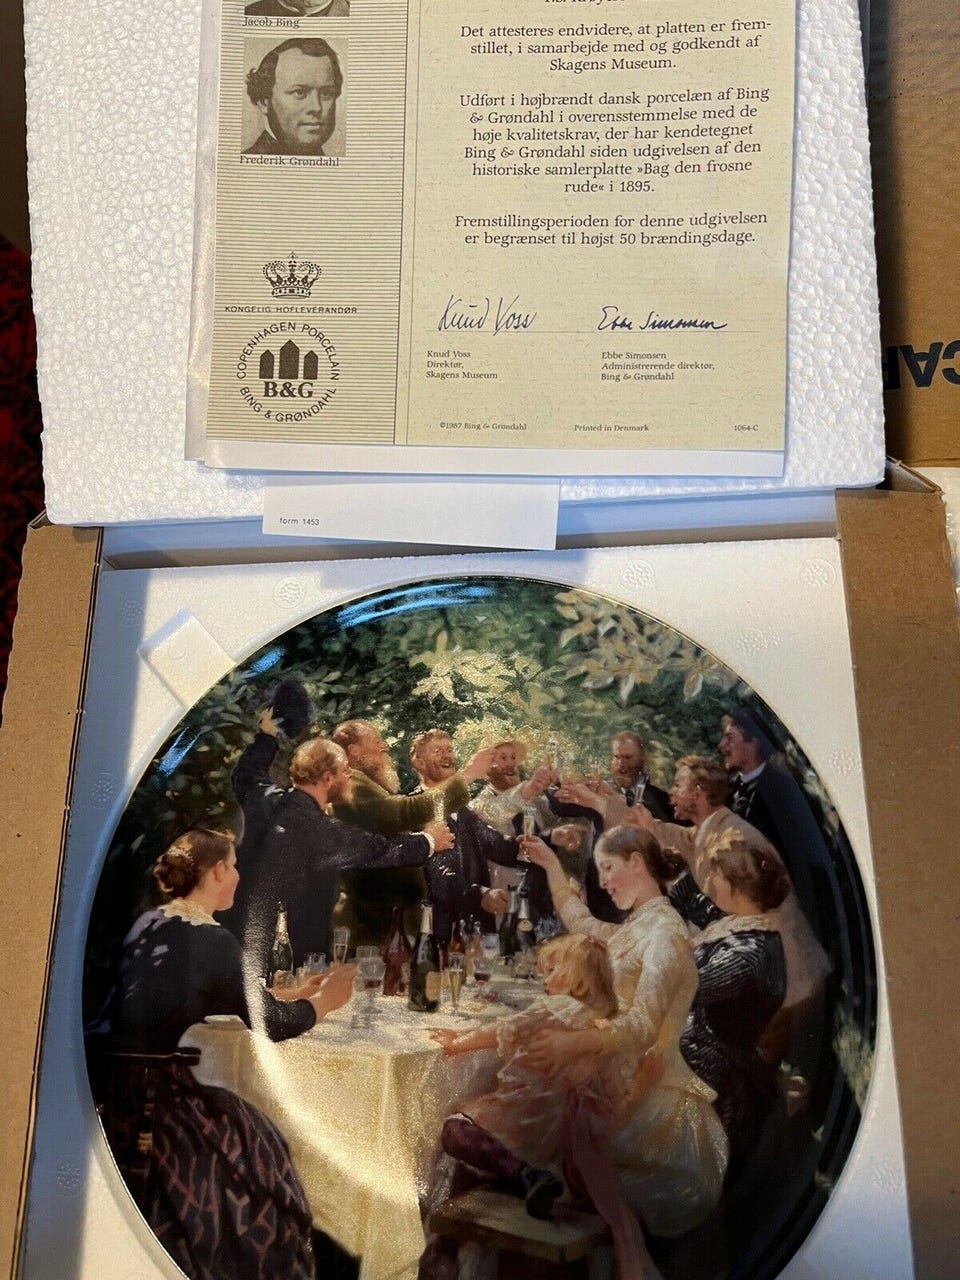 Jacob Bing
Frederik Grøndahl
KONGELIG HOFLEVERANDØR
COPENHAGEN PORCELAIN
B&G
BING & GRØNDAHL
Det attesteres endvidere, at platten er frem-
stillet, i samarbejde med og godkendt af
Skagens Museum.
Udført i højbrændt dansk porcelæn af Bing
& Grøndahl i overensstemmelse med de
høje kvalitetskrav, der har kendetegnet
Bing & Grøndahl siden udgivelsen af den
historiske samlerplatte »Bag den frosne
rude« i 1895.
Fremstillingsperioden for denne udgivelsen
er begrænset til højst 50 brændingsdage.
Knud Voss
Ebbe Simonsen
Knud Voss
Direktør,
Skagens Museum
Ebbe Simonsen
Administrerende direktør,
Bing & Grøndahl
©1987 Bing & Grøndahl
Printed in Denmark
1064-C
form 1453